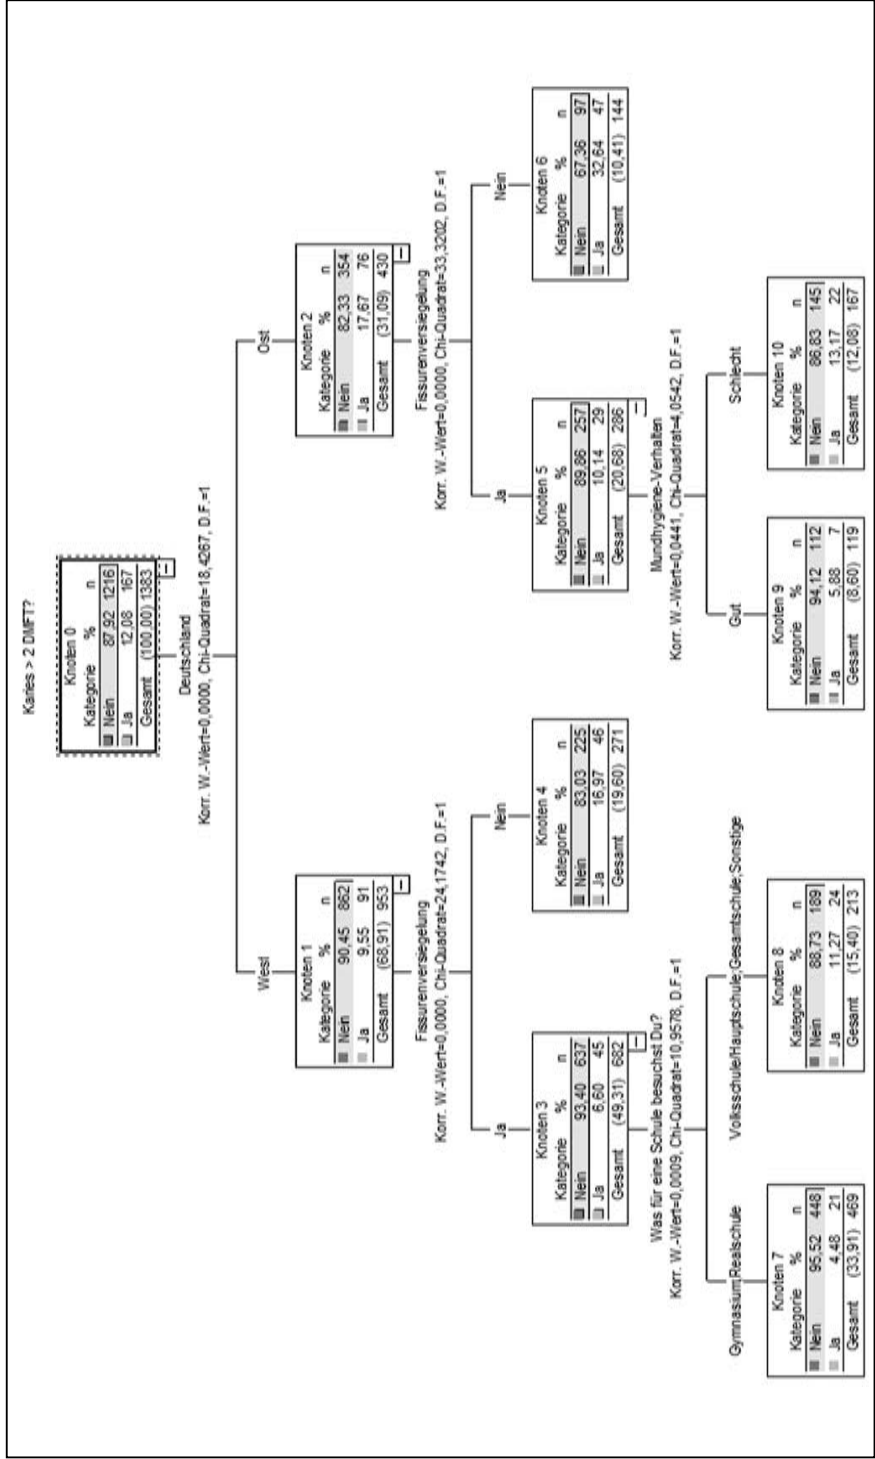 Karies > 2 DMFT?
Knoten 0
Kategorie % n
Nein 87,92 1216
Ja 12,08 167
Gesamt (100,00) 1383
Deutschland
Korr. W.-Wert=0,0000, Chi-Quadrat=18,4267, D.F.=1
West
Ost
Knoten 1
Kategorie % n
Nein 90,45 862
Ja 9,55 91
Gesamt (68,91) 953
Knoten 2
Kategorie % n
Nein 82,33 354
Ja 17,67 76
Gesamt (31,09) 430
Fissurenversiegelung
Korr. W.-Wert=0,0000, Chi-Quadrat=24,1742, D.F.=1
Fissurenversiegelung
Korr. W.-Wert=0,0000, Chi-Quadrat=33,3202, D.F.=1
Ja
Nein
Ja
Nein
Knoten 3
Kategorie % n
Nein 93,40 637
Ja 6,60 45
Gesamt (49,31) 682
Knoten 4
Kategorie % n
Nein 83,03 225
Ja 16,97 46
Gesamt (19,60) 271
Knoten 5
Kategorie % n
Nein 89,86 257
Ja 10,14 29
Gesamt (20,68) 286
Knoten 6
Kategorie % n
Nein 67,36 97
Ja 32,64 47
Gesamt (10,41) 144
Was für eine Schule besuchst Du?
Korr. W.-Wert=0,0009, Chi-Quadrat=10,9578, D.F.=1
Mundhygiene-Verhalten
Korr. W.-Wert=0,0441, Chi-Quadrat=4,0542, D.F.=1
Gymnasium;Realschule
Volksschule/Hauptschule;Gesamtschule;Sonstige
Gut
Schlecht
Knoten 7
Kategorie % n
Nein 95,52 448
Ja 4,48 21
Gesamt (33,91) 469
Knoten 8
Kategorie % n
Nein 88,73 189
Ja 11,27 24
Gesamt (15,40) 213
Knoten 9
Kategorie % n
Nein 94,12 112
Ja 5,88 7
Gesamt (8,60) 119
Knoten 10
Kategorie % n
Nein 86,83 145
Ja 13,17 22
Gesamt (12,08) 167